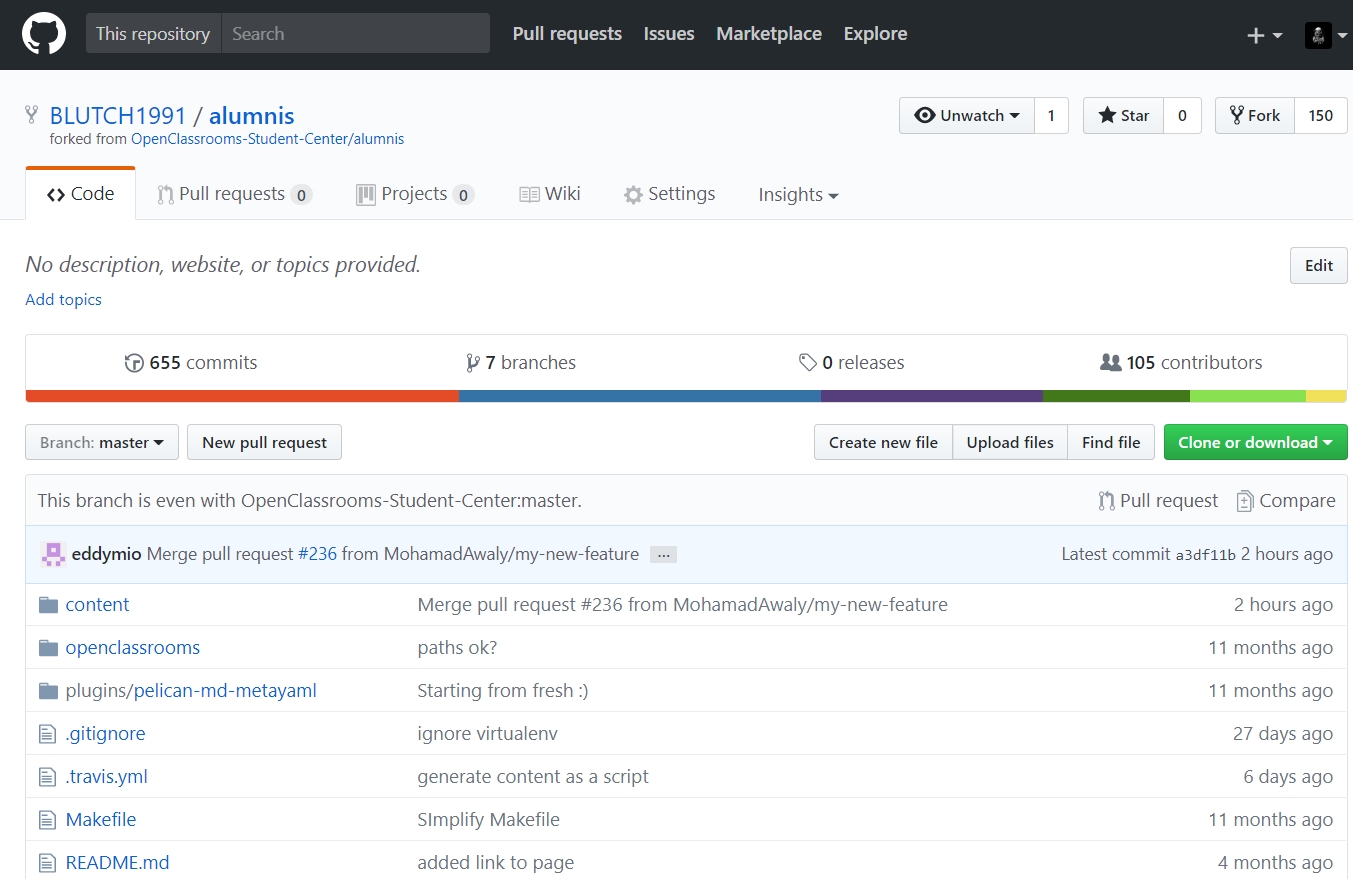 This repository Search Pull requests Issues Marketplace Explore
BLUTCH1991 / alumnis Unwatch 1 Star 0 Fork 150
forked from OpenClassrooms-Student-Center/alumnis
Code Pull requests 0 Projects 0 Wiki Settings Insights
No description, website, or topics provided. Edit
Add topics
655 commits 7 branches 0 releases 105 contributors
Branch: master New pull request Create new file Upload files Find file Clone or download
This branch is even with OpenClassrooms-Student-Center:master. Pull request Compare
eddymio Merge pull request #236 from MohamadAwaly/my-new-feature ... Latest commit a3df11b 2 hours ago
content Merge pull request #236 from MohamadAwaly/my-new-feature 2 hours ago
openclassrooms paths ok? 11 months ago
plugins/pelican-md-metayaml Starting from fresh :) 11 months ago
.gitignore ignore virtualenv 27 days ago
.travis.yml generate content as a script 6 days ago
Makefile SImplify Makefile 11 months ago
README.md added link to page 4 months ago